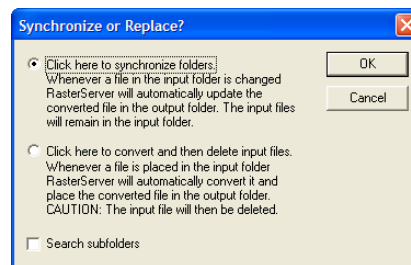 Synchronize or Replace?
Click here to synchronize folders.
OK
Whenever a file in the input folder is changed
RasterServer will automatically update the
Cancel
converted file in the output folder. The input files
will remain in the input folder.
Click here to convert and then delete input files.
Whenever a file is placed in the input folder
RasterServer will automatically convert it and
place the converted file in the output folder.
CAUTION: The input file will then be deleted.
Search subfolders